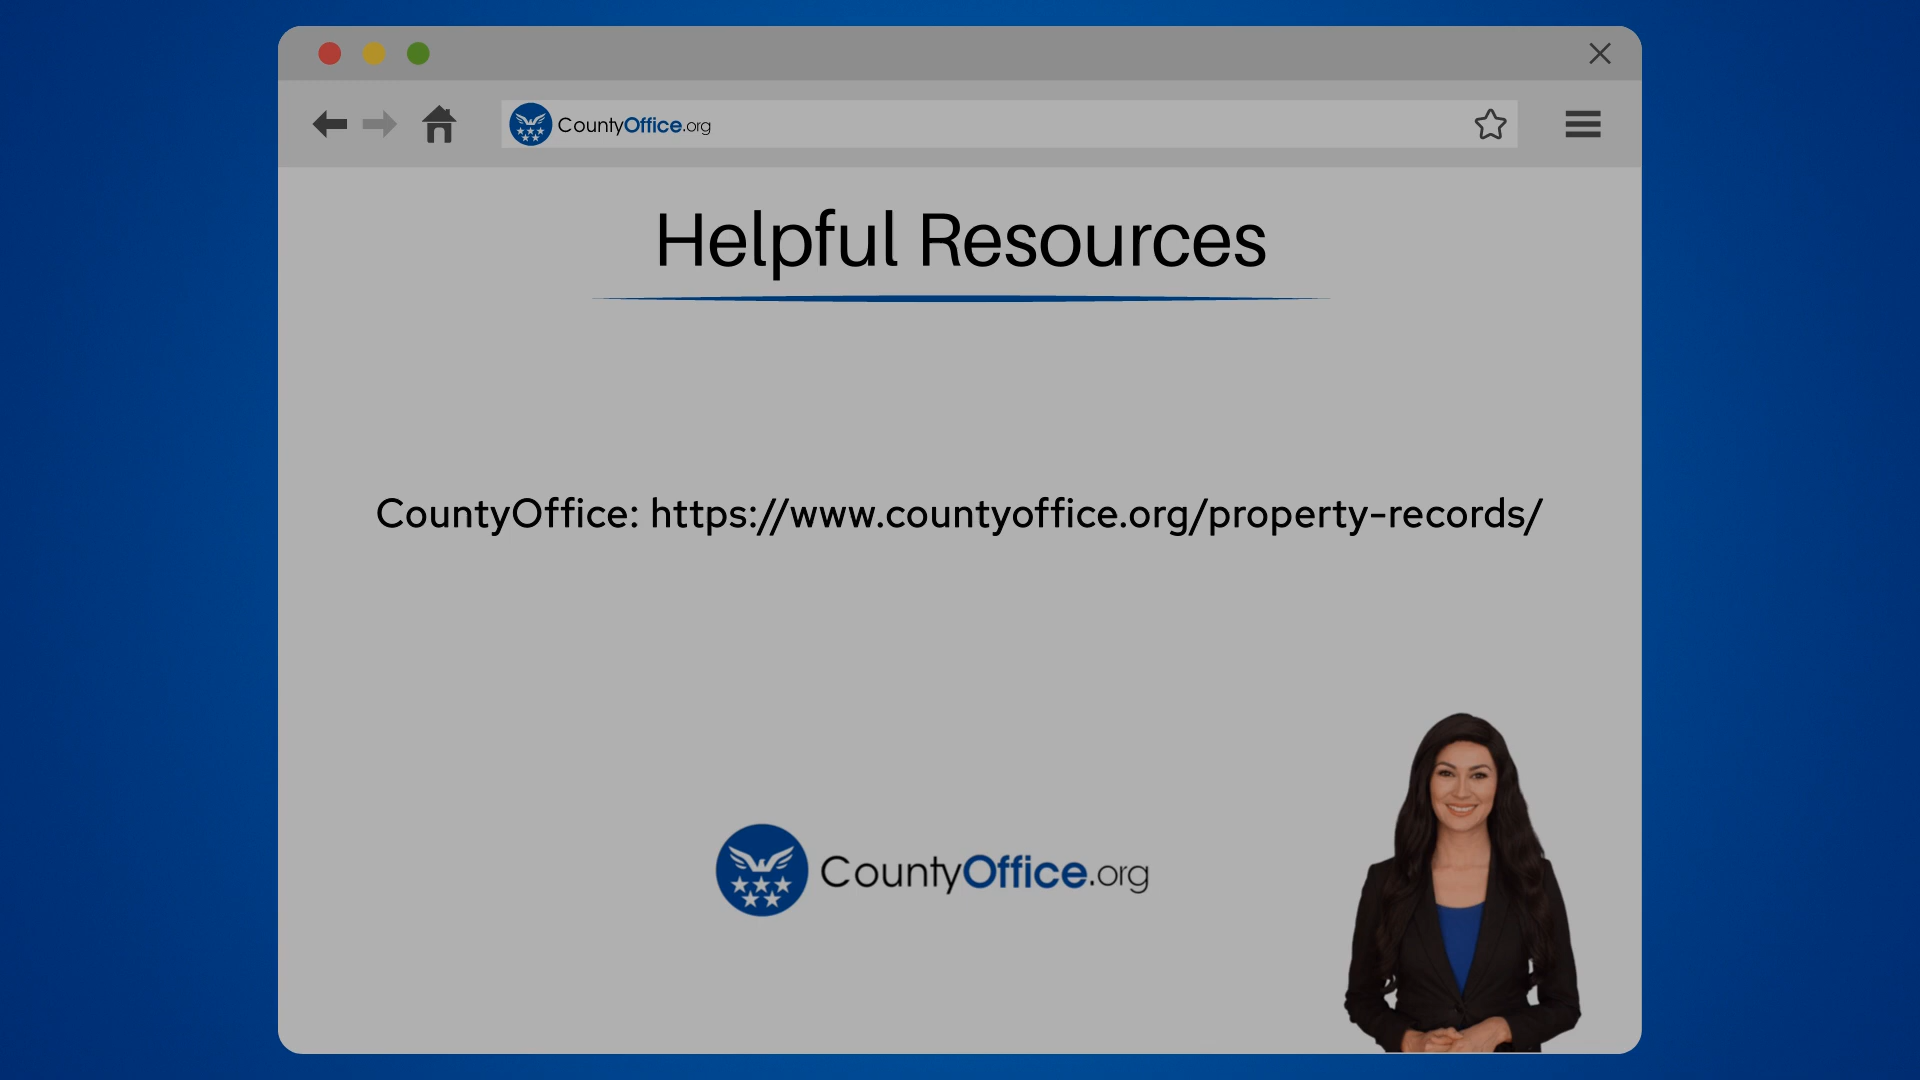 CountyOffice.org
Helpful Resources
CountyOffice: https://www.countyoffice.org/property-records/
CountyOffice.org